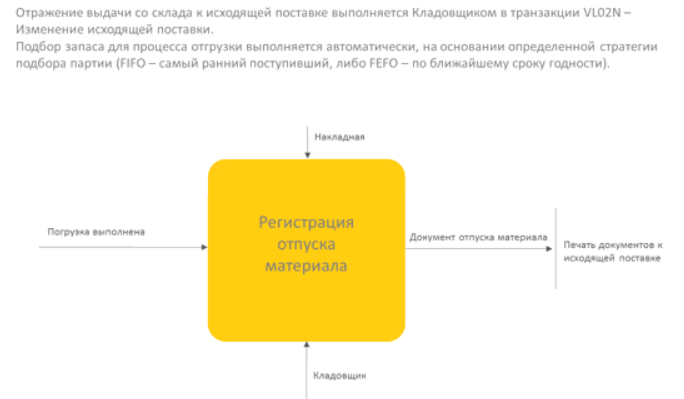 Отражение выдачи со склада к исходящей поставке выполняется Кладовщиком в транзакции VL02N –
Изменение исходящей поставки.
Подбор запаса для процесса отгрузки выполняется автоматически, на основании определенной стратегии
подбора партии (FIFO – самый ранний поступивший, либо FEFO – по ближайшему сроку годности).
Накладная
Погрузка выполнена
Регистрация
отпуска
материала
Документ отпуска материала
Печать документов к
исходящей поставке
Кладовщик